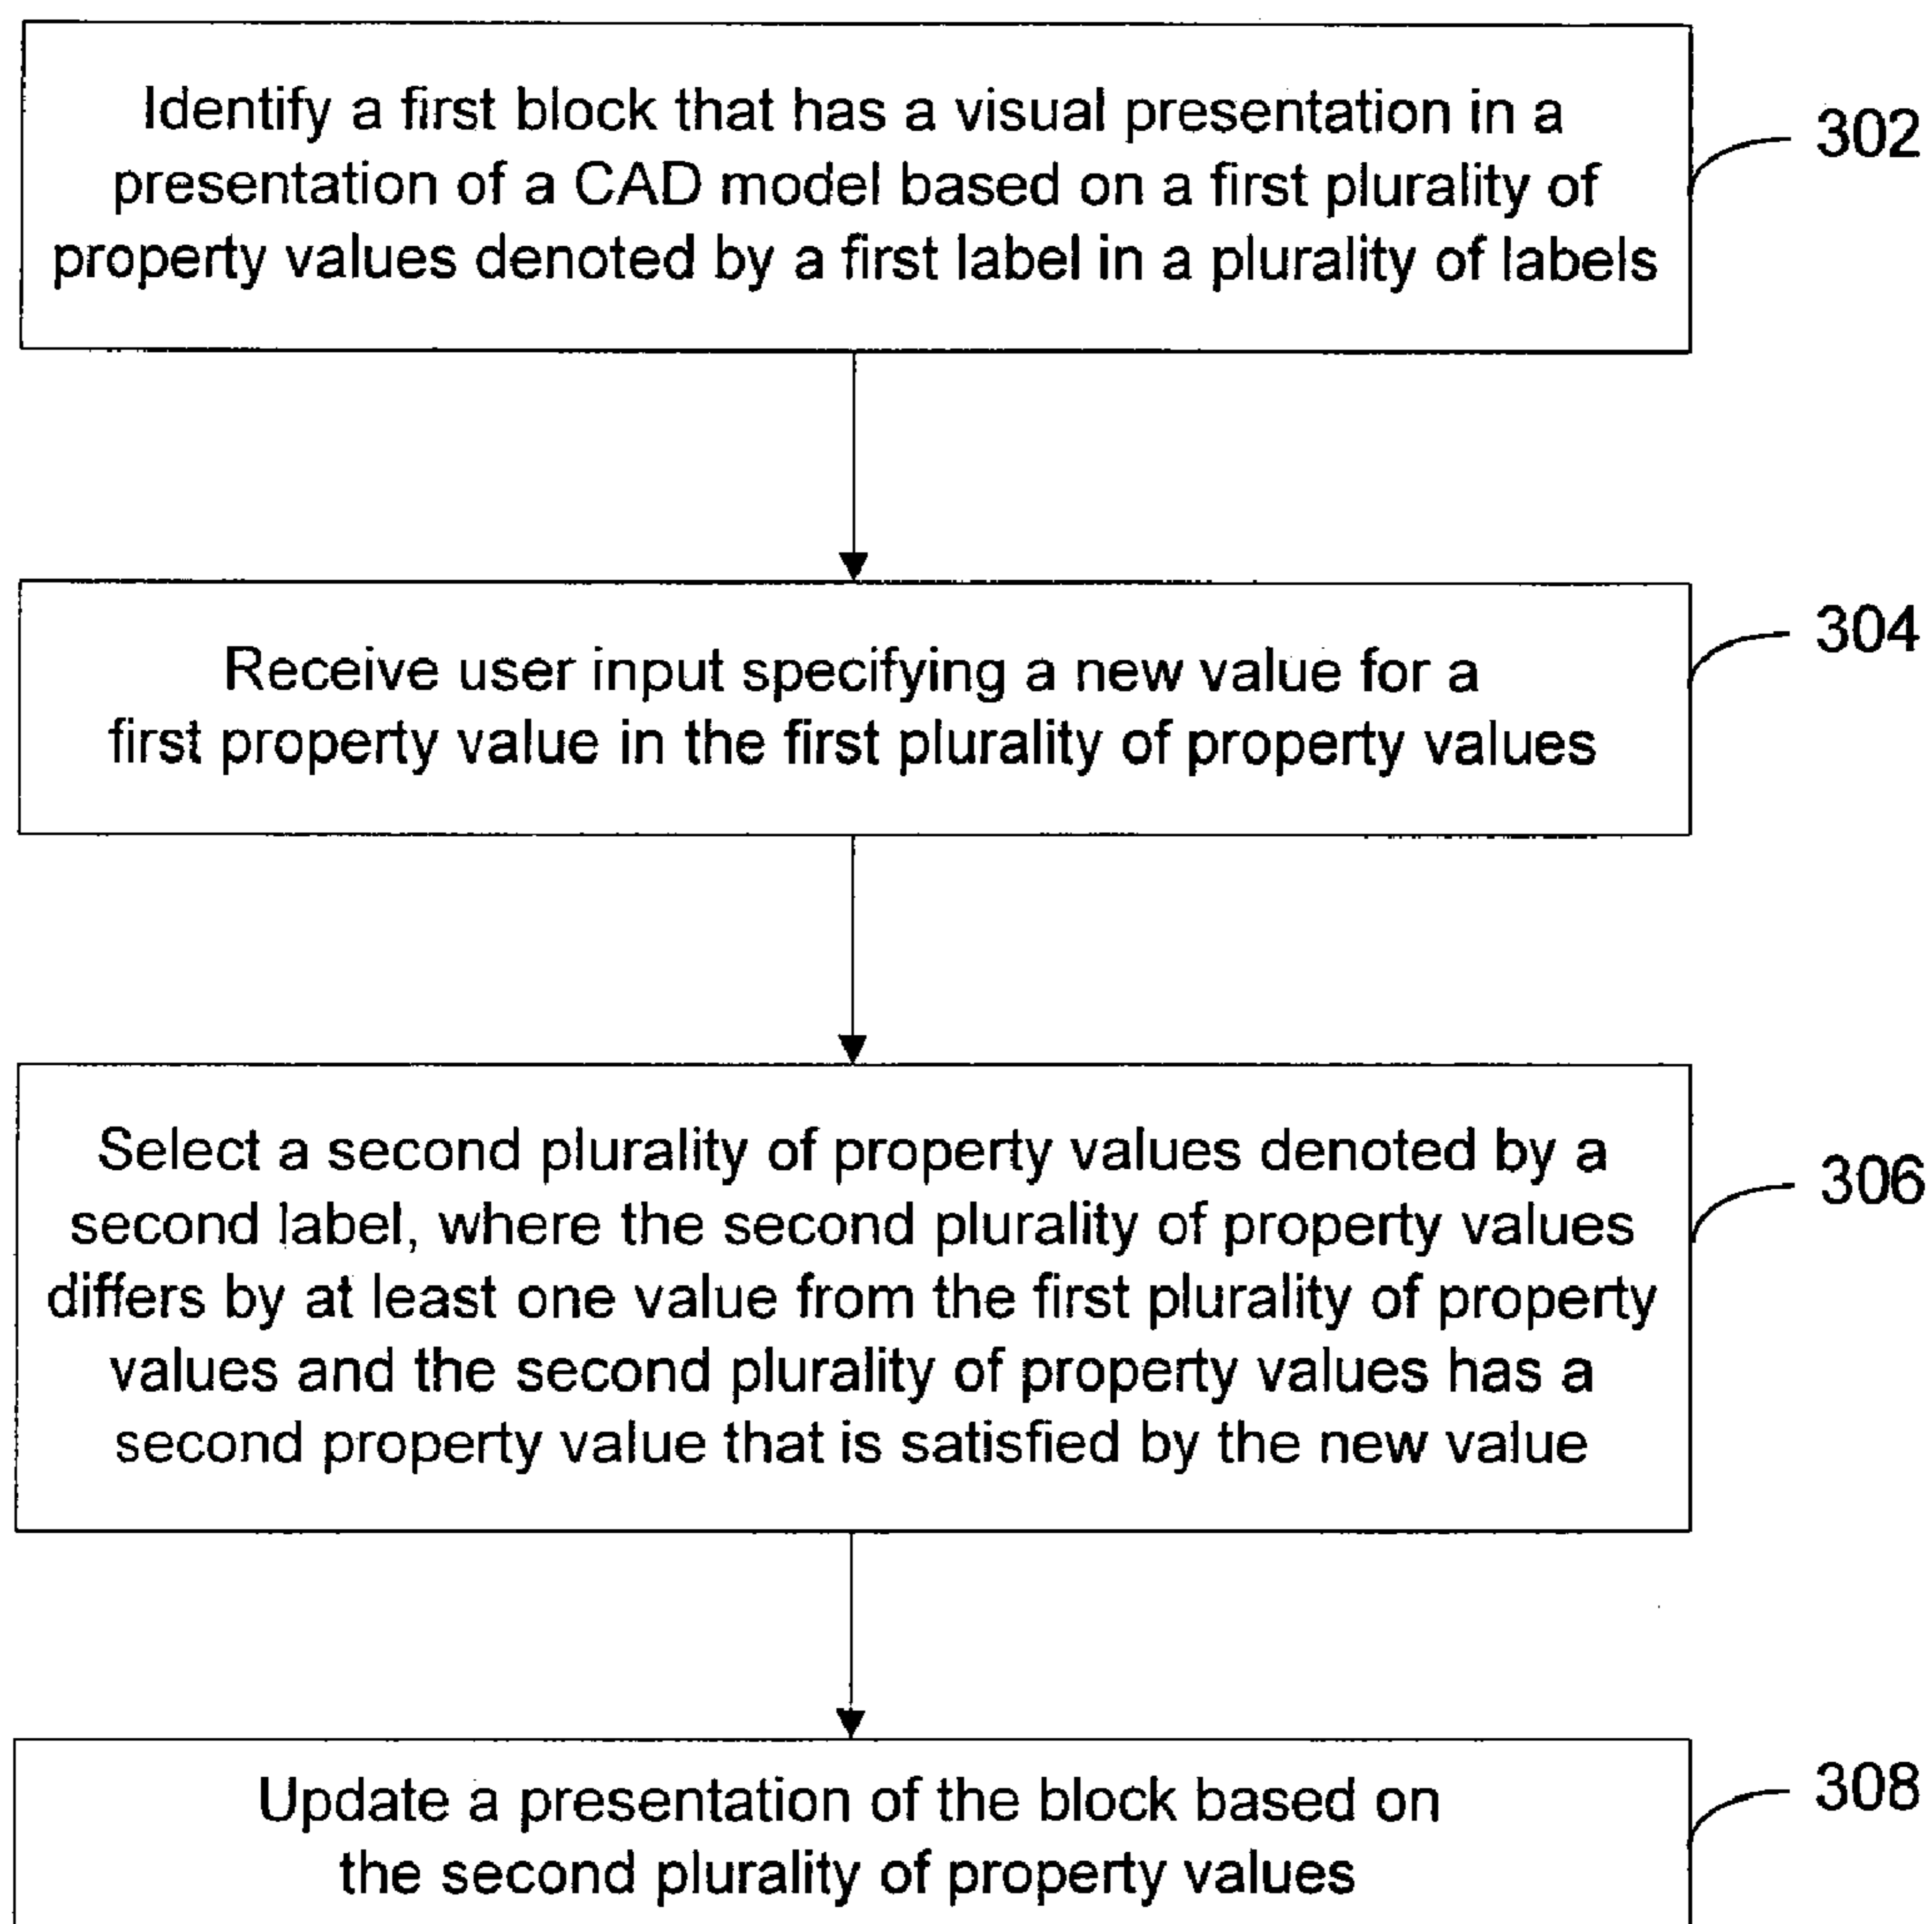 Identify a first block that has a visual presentation in a
presentation of a CAD model based on a first plurality of
property values denoted by a first label in a plurality of labels
302
Receive user input specifying a new value for a
first property value in the first plurality of property values
304
Select a second plurality of property values denoted by a
second label, where the second plurality of property values
differs by at least one value from the first plurality of property
values and the second plurality of property values has a
second property value that is satisfied by the new value
306
Update a presentation of the block based on
the second plurality of property values
308